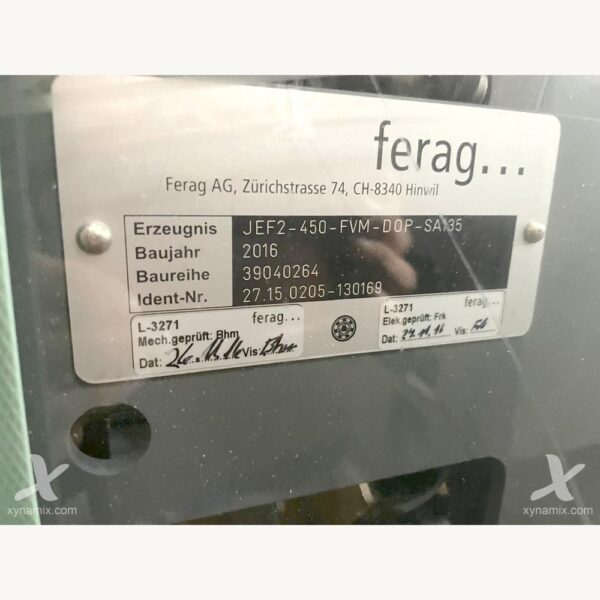 ferag...
Ferag AG, Zürichstrasse 74, CH-8340 Hinwil
Erzeugnis JEF2-450-FVM-DOP-SA135
Baujahr 2016
Baureihe 39040264
Ident-Nr. 27.15.0205-130169
L-3271 ferag...
Mech.geprüft: Bhm
Dat: Vis:
L-3271 ferag...
Elek.geprüft: Frk
Dat: Vis:
X
xynamix.com
X
xynamix.com